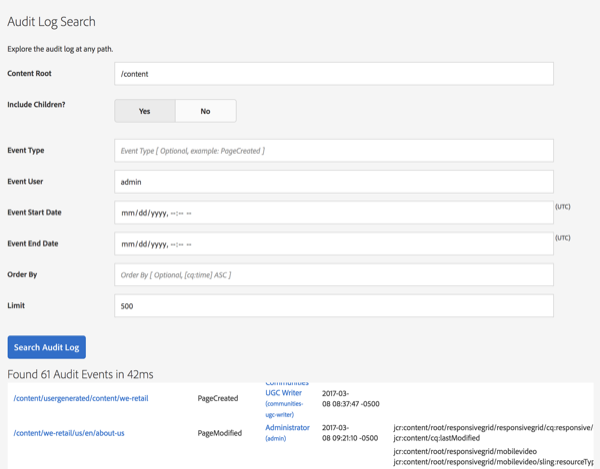 Audit Log Search
Explore the audit log at any path.
Content Root
/content
Include Children?
Yes No
Event Type
Event Type [ Optional, example: PageCreated ]
Event User
admin
Event Start Date
mm/dd/yyyy, --:-- --
(UTC)
Event End Date
mm/dd/yyyy, --:-- --
(UTC)
Order By
Order By [ Optional, [cq:time] ASC ]
Limit
500
Search Audit Log
Found 61 Audit Events in 42ms
Communities
/content/usergenerated/content/we-retail PageCreated UGC Writer 2017-03-
(communities- 08 08:37:47 -0500
ugc-writer)
/content/we-retail/us/en/about-us PageModified Administrator 2017-03- jcr:content/root/responsivegrid/responsivegrid/cq:responsive/
(admin) 08 09:21:10 -0500 jcr:content/cq:lastModified
jcr:content/root/responsivegrid/mobilevideo
jcr:content/root/responsivegrid/mobilevideo/sling:resourceTyp